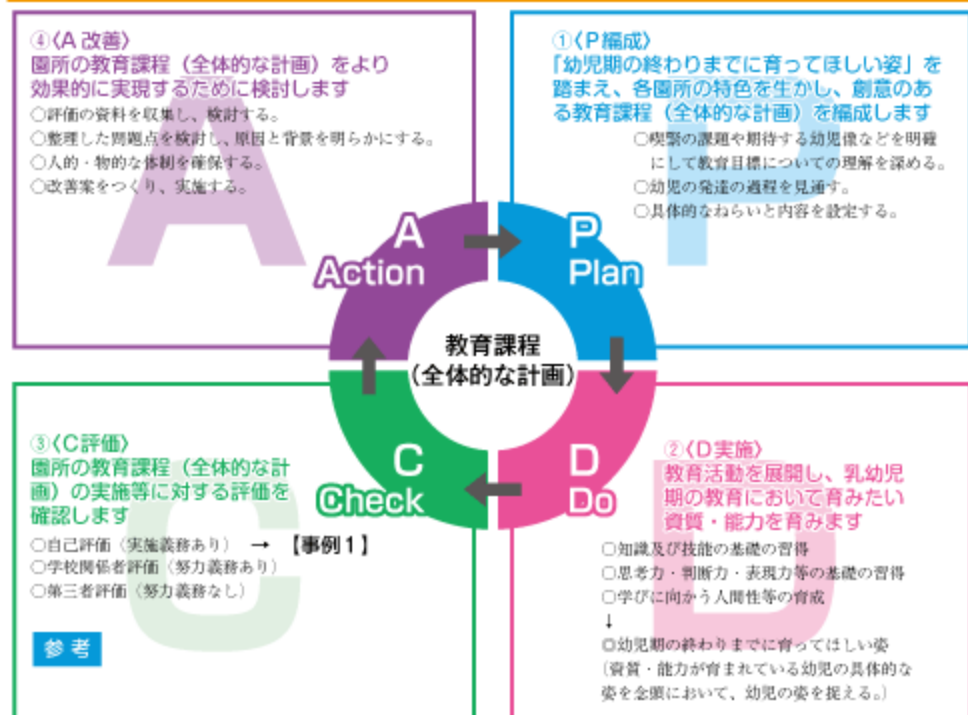 ④〈A 改善〉
園所の教育課程（全体的な計画）をより
効果的に実現するために検討します
○評価の資料を収集し、検討する。
○整理した問題点を検討し、原因と背景を明らかにする。
○人的・物的な体制を確保する。
○改善案をつくり、実施する。
A
①〈P 編成〉
「幼児期の終わりまでに育ってほしい姿」を
踏まえ、各園所の特色を生かし、創意のあ
る教育課程（全体的な計画）を編成します
○喫緊の課題や期待する幼児像などを明確
にして教育目標についての理解を深める。
○幼児の発達の過程を見通す。
○具体的なねらいと内容を設定する。
P
A
Action
P
Plan
教育課程
（全体的な計画）
C
Check
D
Do
③〈C 評価〉
園所の教育課程（全体的な計
画）の実施等に対する評価を
確認します
○自己評価（実施義務あり） → 【事例１】
○学校関係者評価（努力義務あり）
○第三者評価（努力義務なし）
C
参 考
②〈D 実施〉
教育活動を展開し、乳幼児
期の教育において育みたい
資質・能力を育みます
○知識及び技能の基礎の習得
○思考力・判断力・表現力等の基礎の習得
○学びに向かう人間性等の育成
↓
◎幼児期の終わりまでに育ってほしい姿
（資質・能力が育まれている幼児の具体的な
姿を念頭において、幼児の姿を捉える。）
D